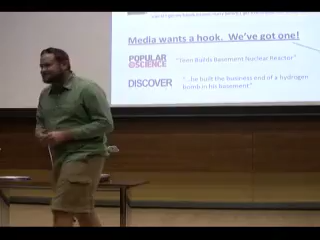 Media wants a hook. We've got one!
POPULAR SCIENCE
"Teen Builds Basement Nuclear Reactor"
DISCOVER
"..he built the business end of a hydrogen
bomb in his basement"